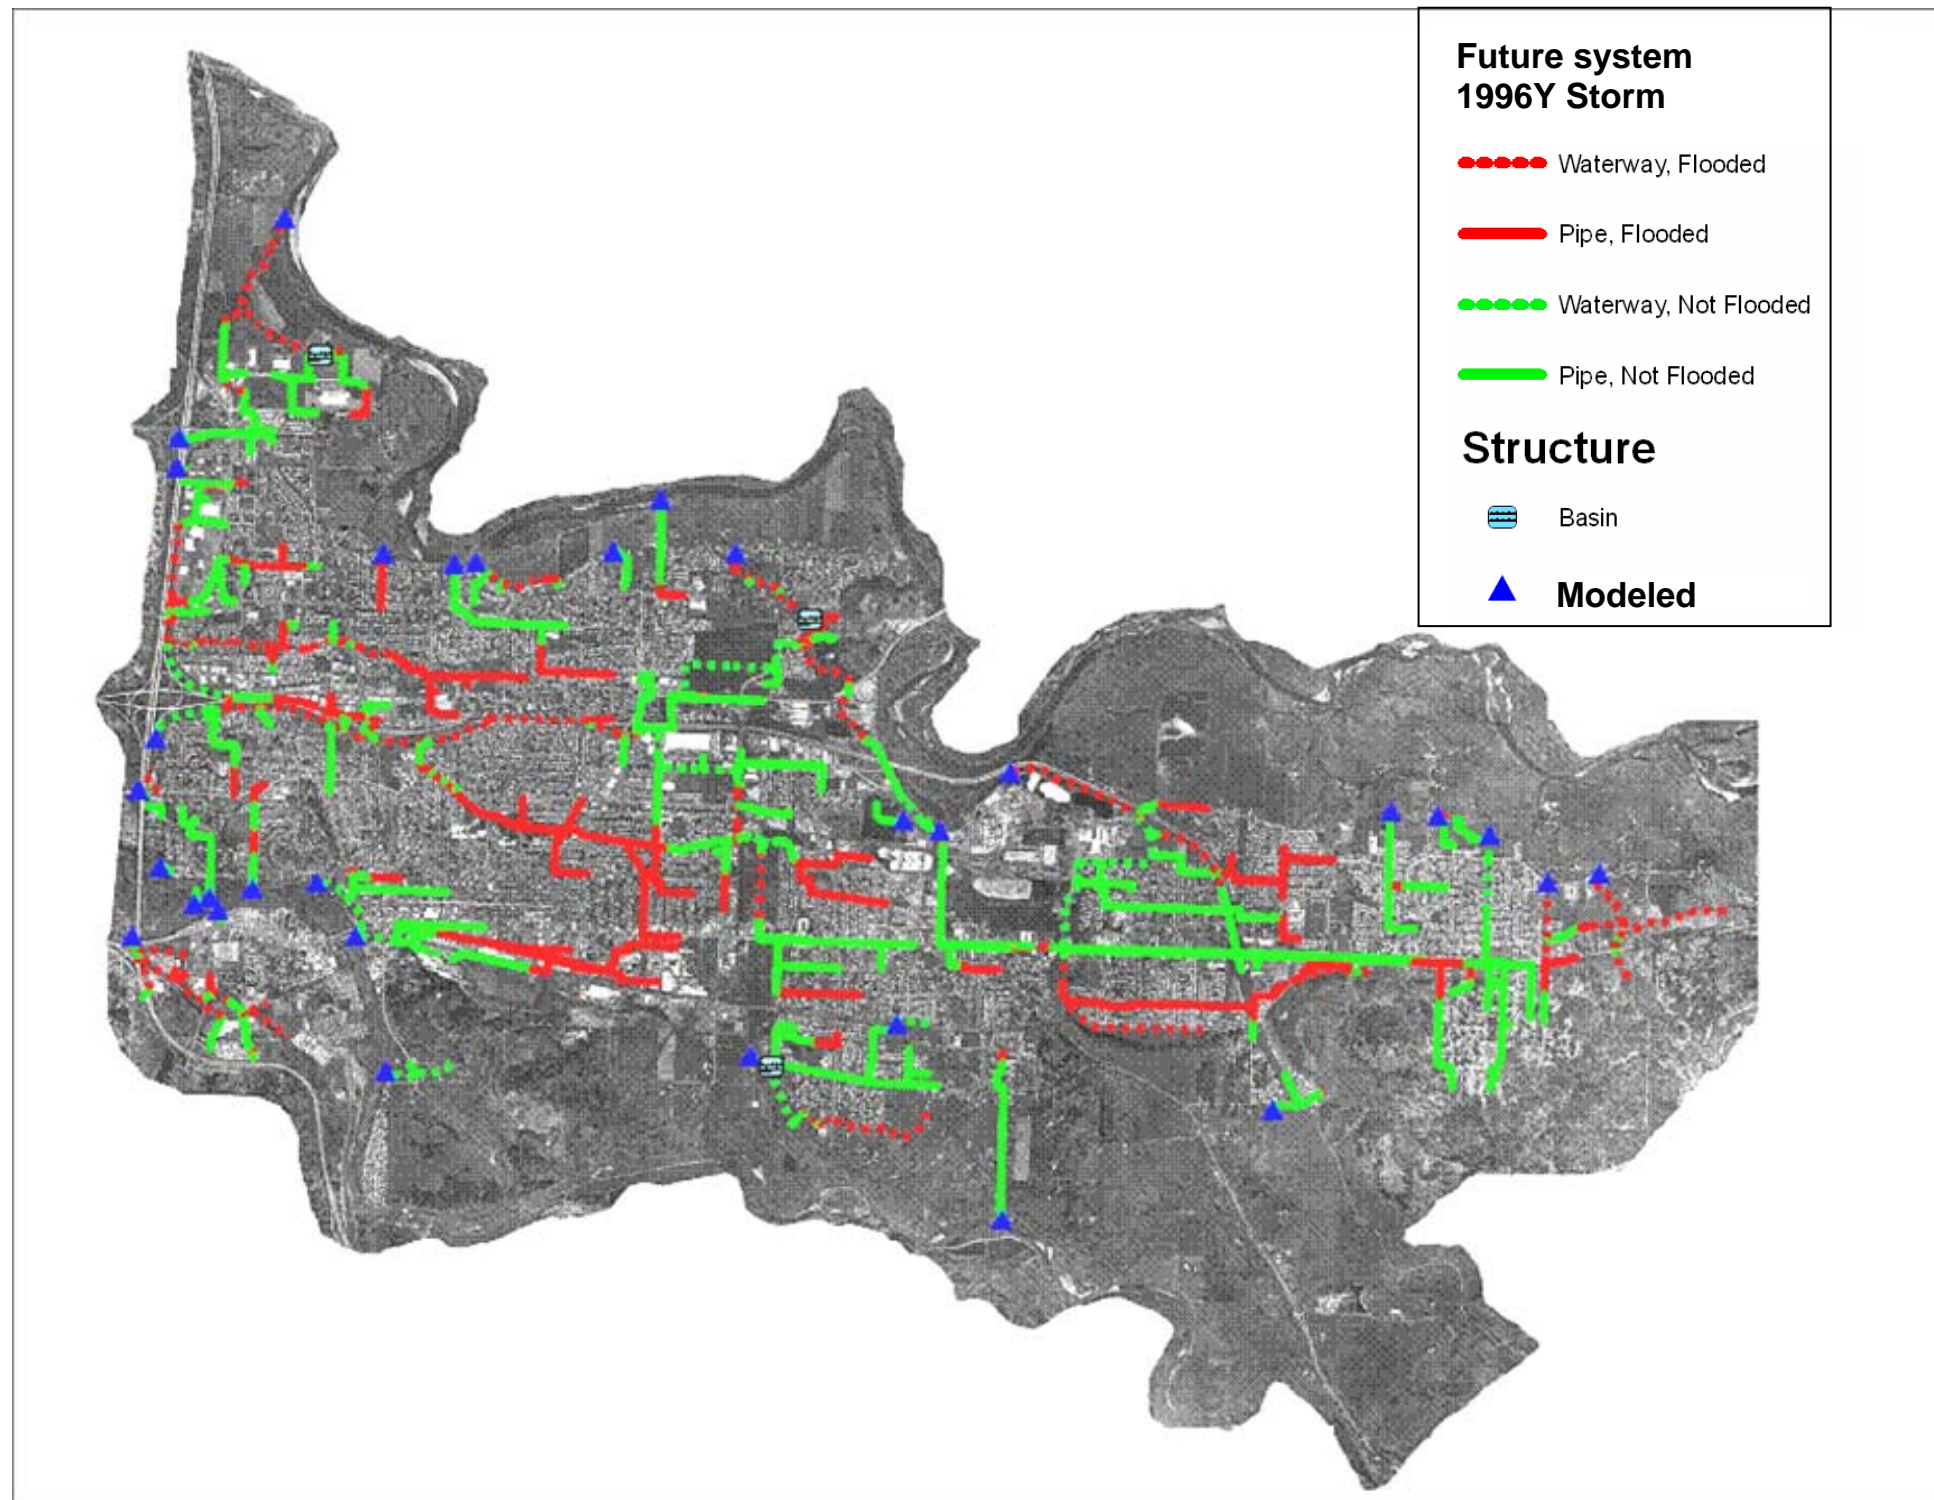 Future system
1996Y Storm
Waterway, Flooded
Pipe, Flooded
Waterway, Not Flooded
Pipe, Not Flooded
Structure
Basin
Modeled